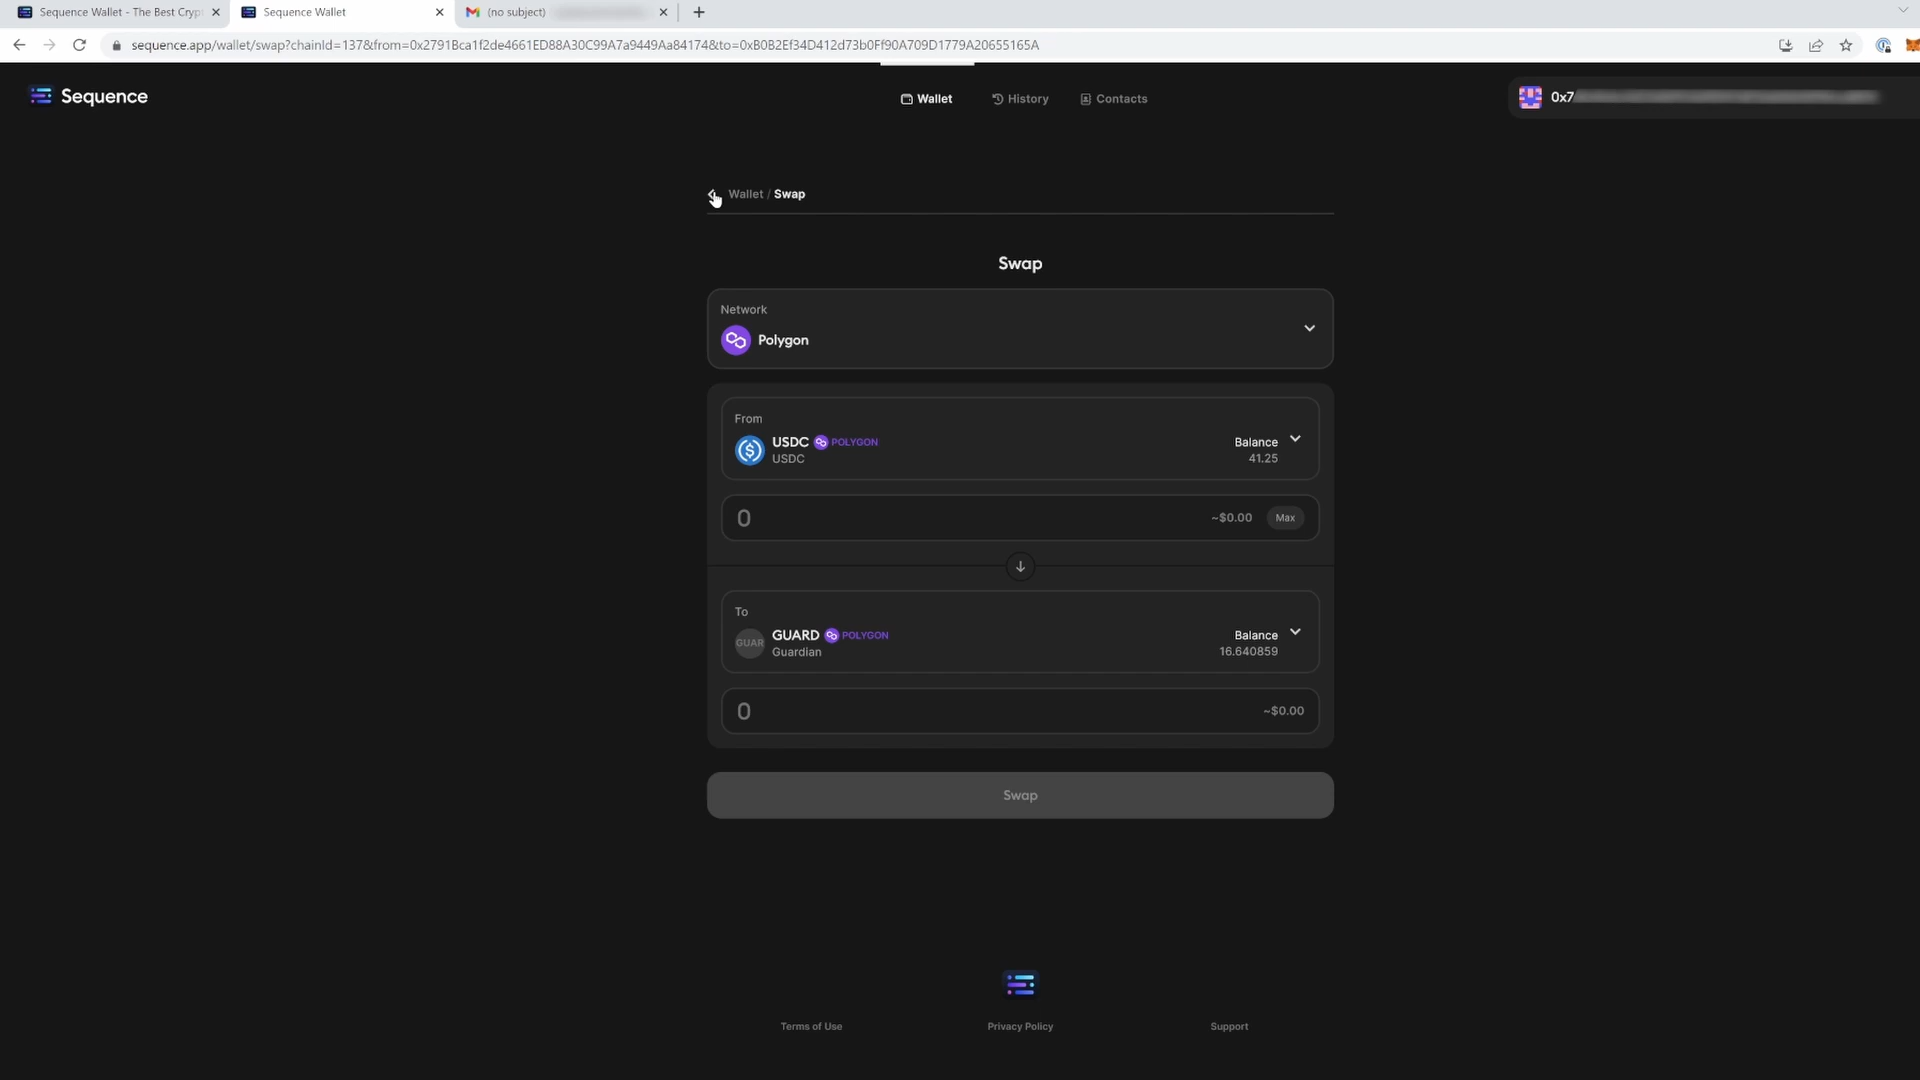 Sequence Wallet - The Best Cryp
Sequence Wallet
(no subject)
sequence.app/wallet/swap?chainId=137&from=0x2791Bca1f2de4661ED88A30C99A7a9449Aa84174&to=0xB0B2Ef34D412d73b0Ff90A709D1779A20655165A
Sequence
Wallet
History
Contacts
0x7
Wallet / Swap
Swap
Network
Polygon
From
USDC POLYGON
USDC
Balance
41.25
0
~$0.00
Max
To
GUAR
GUARD POLYGON
Guardian
Balance
16.640859
0
~$0.00
Swap
Terms of Use
Privacy Policy
Support